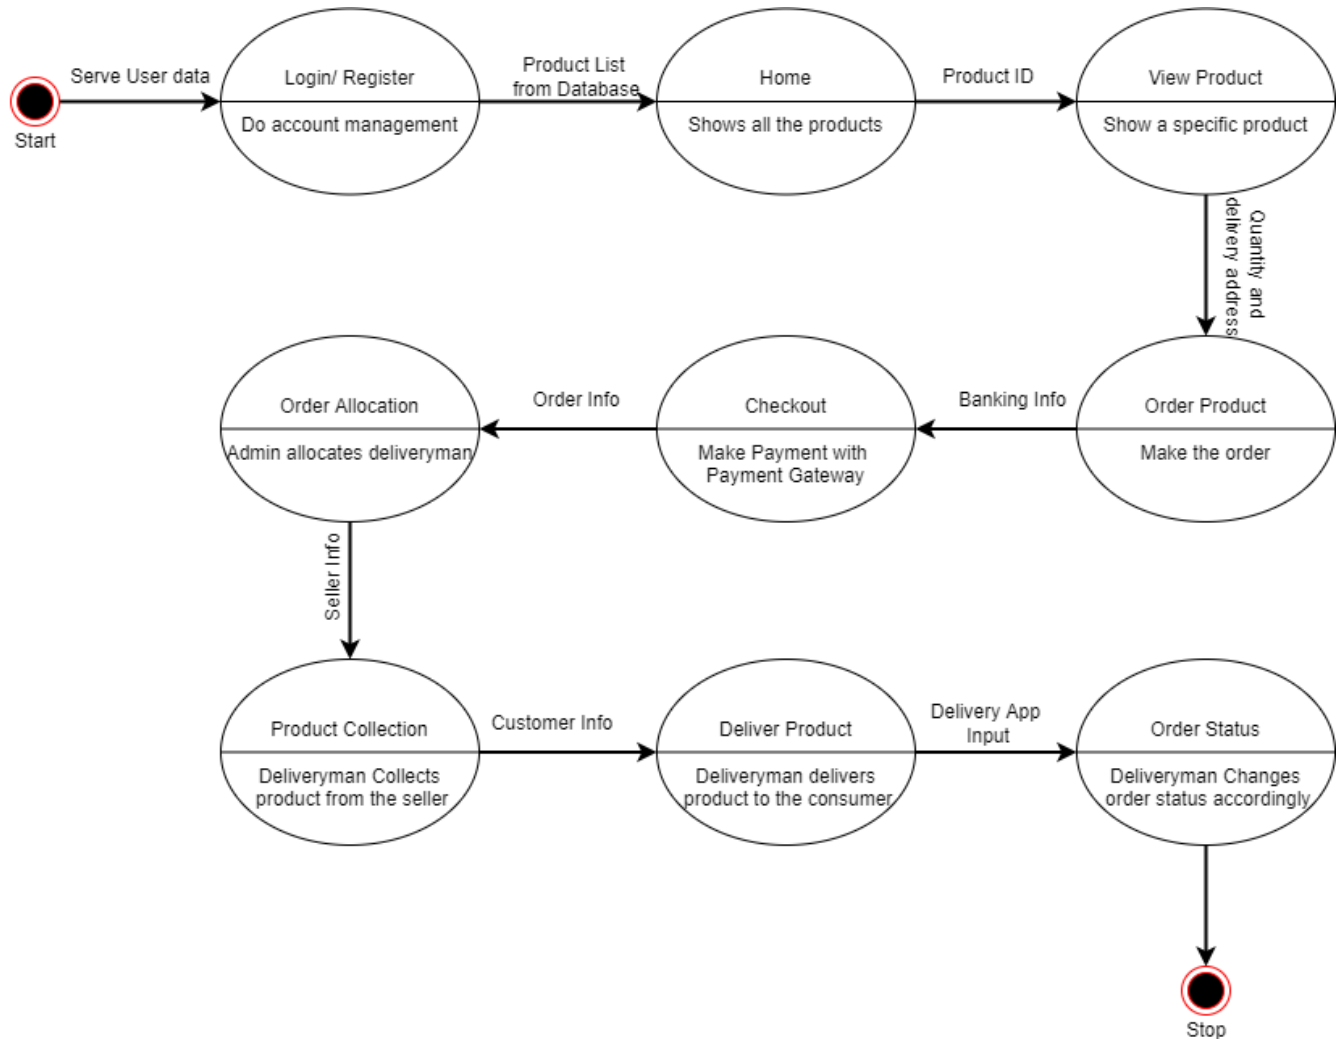 Serve User data
Start
Login/ Register
Do account management
Product List
from Database
Home
Shows all the products
Product ID
View Product
Show a specific product
Quantity and
delivery address
Order Product
Make the order
Banking Info
Checkout
Make Payment with
Payment Gateway
Order Info
Order Allocation
Admin allocates deliveryman
Seller Info
Product Collection
Deliveryman Collects
product from the seller
Customer Info
Deliver Product
Deliveryman delivers
product to the consumer
Delivery App
Input
Order Status
Deliveryman Changes
order status accordingly
Stop